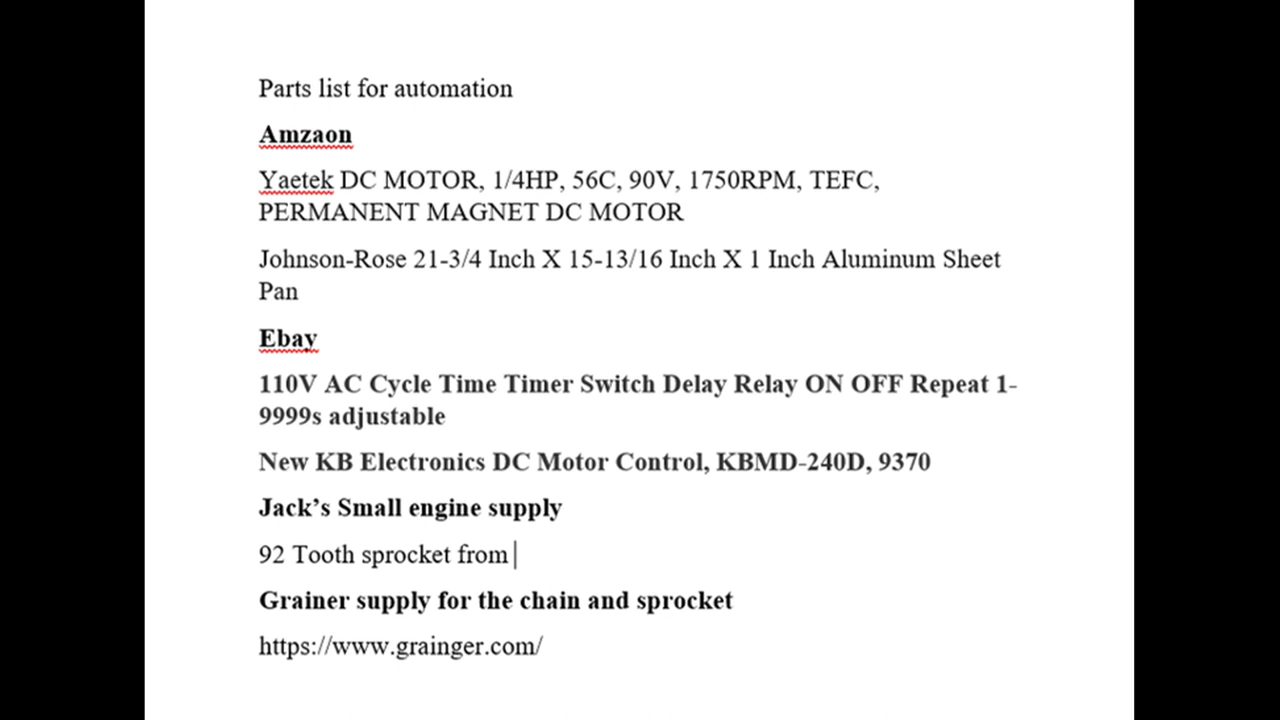 Parts list for automation
Amzaon
Yaetek DC MOTOR, 1/4HP, 56C, 90V, 1750RPM, TEFC,
PERMANENT MAGNET DC MOTOR
Johnson-Rose 21-3/4 Inch X 15-13/16 Inch X 1 Inch Aluminum Sheet
Pan
Ebay
110V AC Cycle Time Timer Switch Delay Relay ON OFF Repeat 1-
9999s adjustable
New KB Electronics DC Motor Control, KBMD-240D, 9370
Jack’s Small engine supply
92 Tooth sprocket from
Grainer supply for the chain and sprocket
https://www.grainger.com/